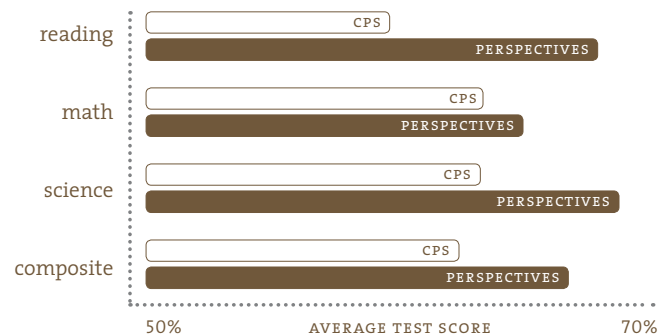 reading
CPS
PERSPECTIVES
math
CPS
PERSPECTIVES
science
CPS
PERSPECTIVES
composite
CPS
PERSPECTIVES
50% AVERAGE TEST SCORE 70%